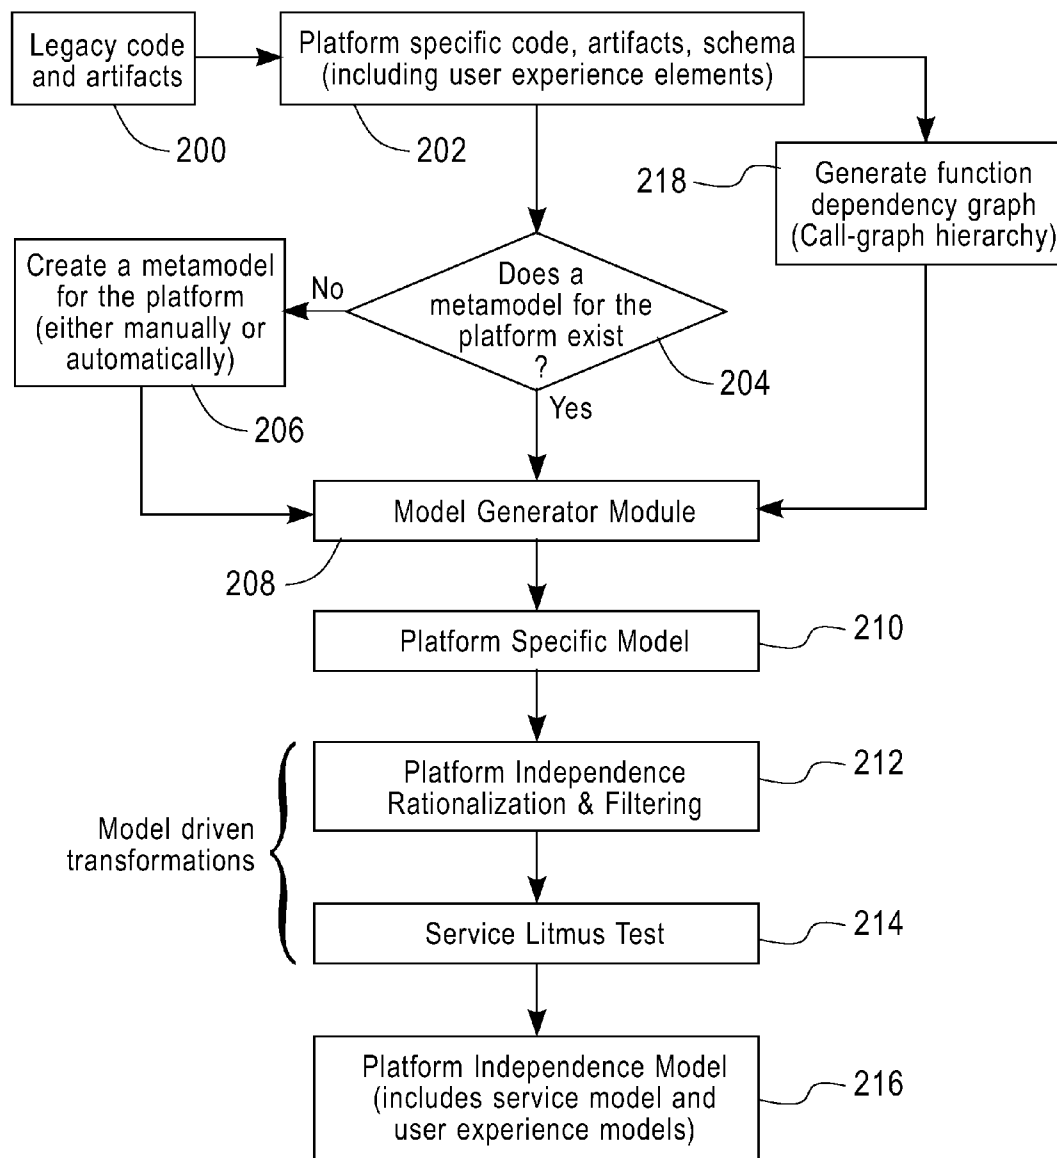 Legacy code
and artifacts
200
Platform specific code, artifacts, schema
(including user experience elements)
202
218
Generate function
dependency graph
(Call-graph hierarchy)
Does a
metamodel for the
platform exist
?
204
No
Yes
Create a metamodel
for the platform
(either manually or
automatically)
206
Model Generator Module
208
Platform Specific Model
210
Model driven
transformations
Platform Independence
Rationalization & Filtering
212
Service Litmus Test
214
Platform Independence Model
(includes service model and
user experience models)
216